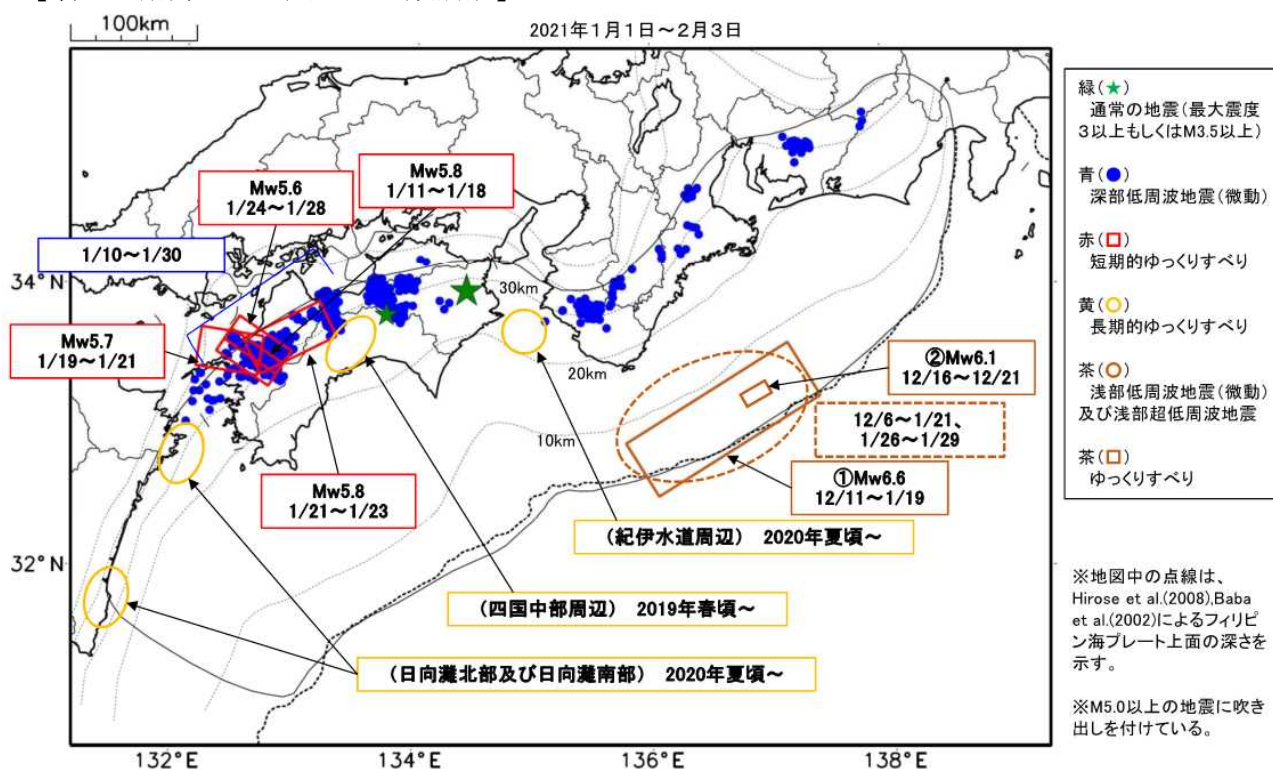 100km
2021年1月1日～2月3日
緑(★)
通常の地震(最大震度
3以上もしくはM3.5以上)
青(●)
深部低周波地震(微動)
赤(□)
短期的ゆっくりすべり
黄(○)
長期的ゆっくりすべり
茶(○)
浅部低周波地震(微動)
及び浅部超低周波地震
茶(□)
ゆっくりすべり
Mw5.8
1/11～1/18
Mw5.6
1/24～1/28
1/10～1/30
34°N
30km
Mw5.7
1/19～1/21
20km
②Mw6.1
12/16～12/21
12/6～1/21、
1/26～1/29
10km
①Mw6.6
12/11～1/19
Mw5.8
1/21～1/23
(紀伊水道周辺) 2020年夏頃～
32°N
(四国中部周辺) 2019年春頃～
(日向灘北部及び日向灘南部) 2020年夏頃～
132°E
134°E
136°E
138°E
※地図中の点線は、
Hirose et al.(2008),Baba
et al.(2002)によるフィリピ
ン海プレート上面の深さを
示す。
※M5.0以上の地震に吹き
出しを付けている。